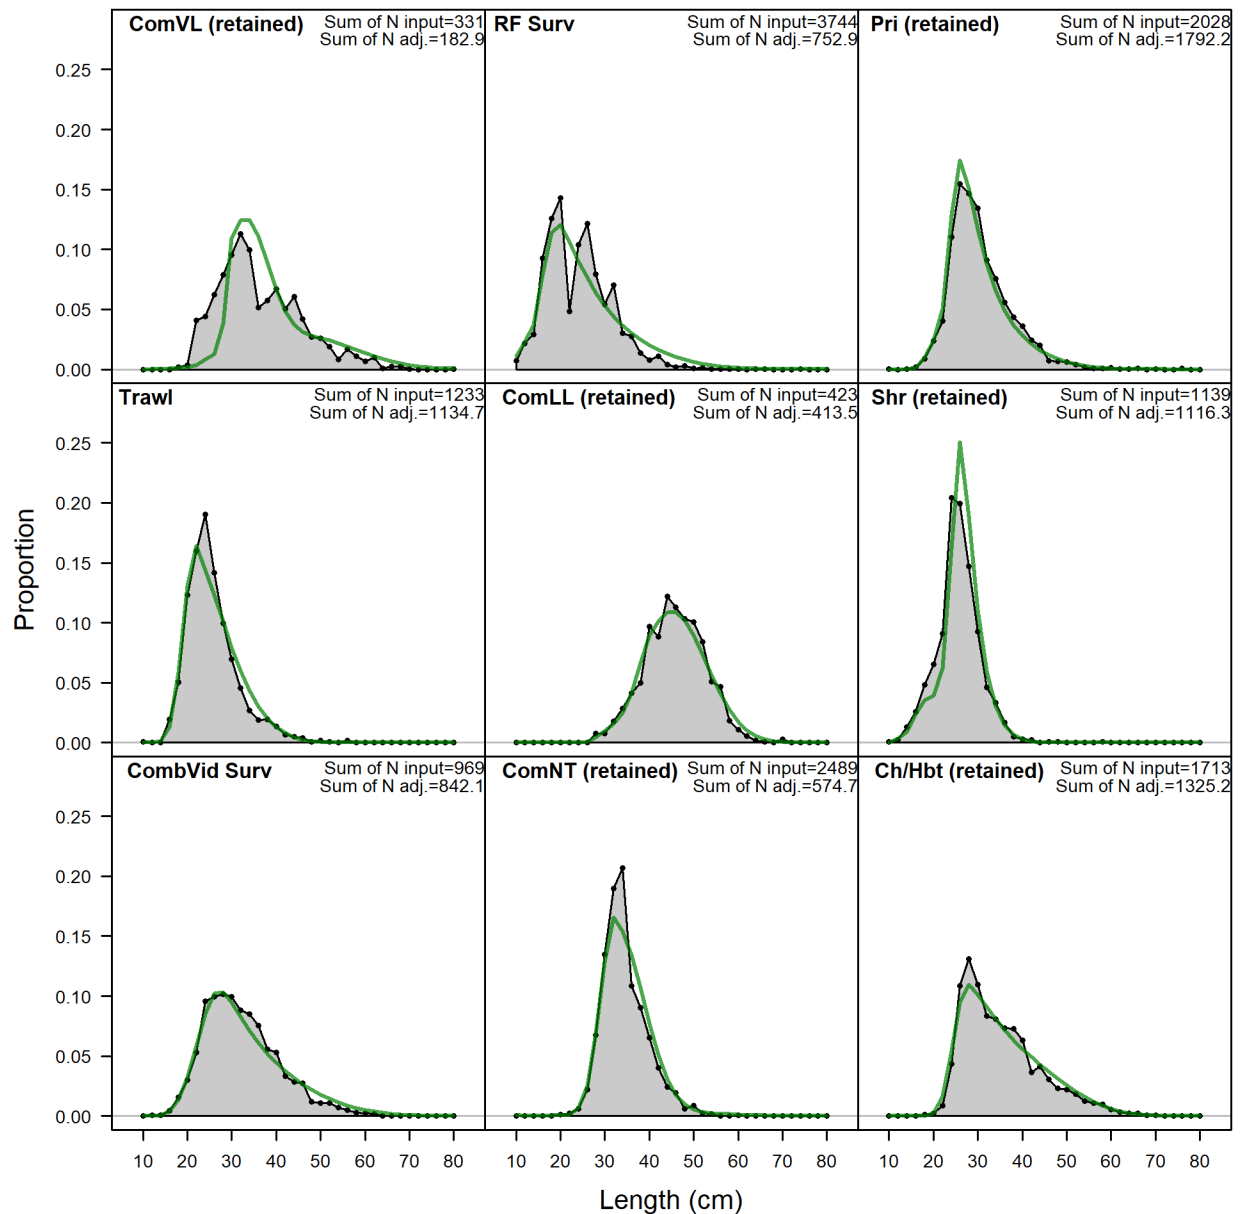 ComVL (retained)
Sum of N input=331
Sum of N adj.=182.9
RF Surv
Sum of N input=3744
Sum of N adj.=752.9
Pri (retained)
Sum of N input=2028
Sum of N adj.=1792.2
0.25
0.20
0.15
0.10
0.05
0.00
Trawl
Sum of N input=1233
Sum of N adj.=1134.7
ComLL (retained)
Sum of N input=423
Sum of N adj.=413.5
Shr (retained)
Sum of N input=1139
Sum of N adj.=1116.3
0.25
0.20
0.15
0.10
0.05
0.00
Proportion
CombVid Surv
Sum of N input=969
Sum of N adj.=842.1
ComNT (retained)
Sum of N input=2489
Sum of N adj.=574.7
Ch/Hbt (retained)
Sum of N input=1713
Sum of N adj.=1325.2
0.25
0.20
0.15
0.10
0.05
0.00
10 20 30 40 50 60 70 80
10 20 30 40 50 60 70 80
10 20 30 40 50 60 70 80
Length (cm)